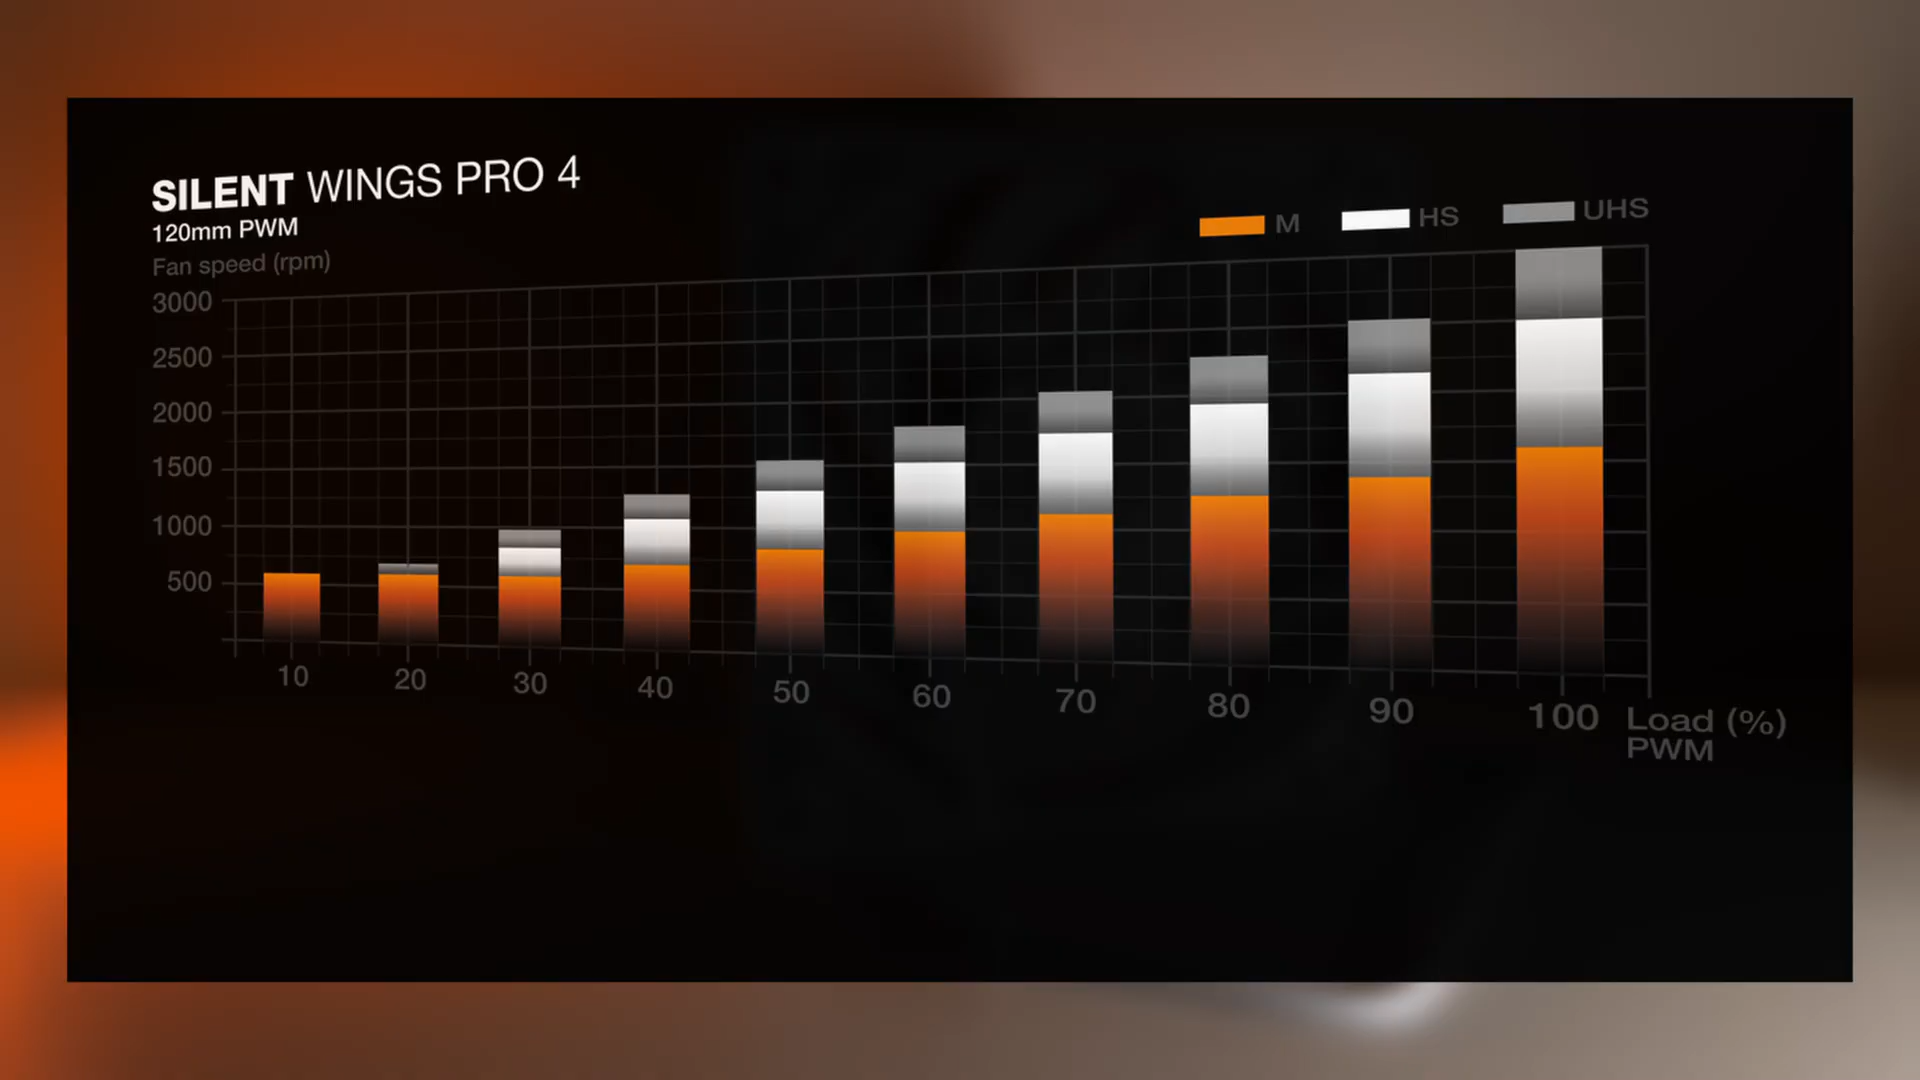 SILENT WINGS PRO 4
120mm PWM
Fan speed (rpm)
M HS UHS
3000
2500
2000
1500
1000
500
10 20 30 40 50 60 70 80 90 100 Load (%)
PWM